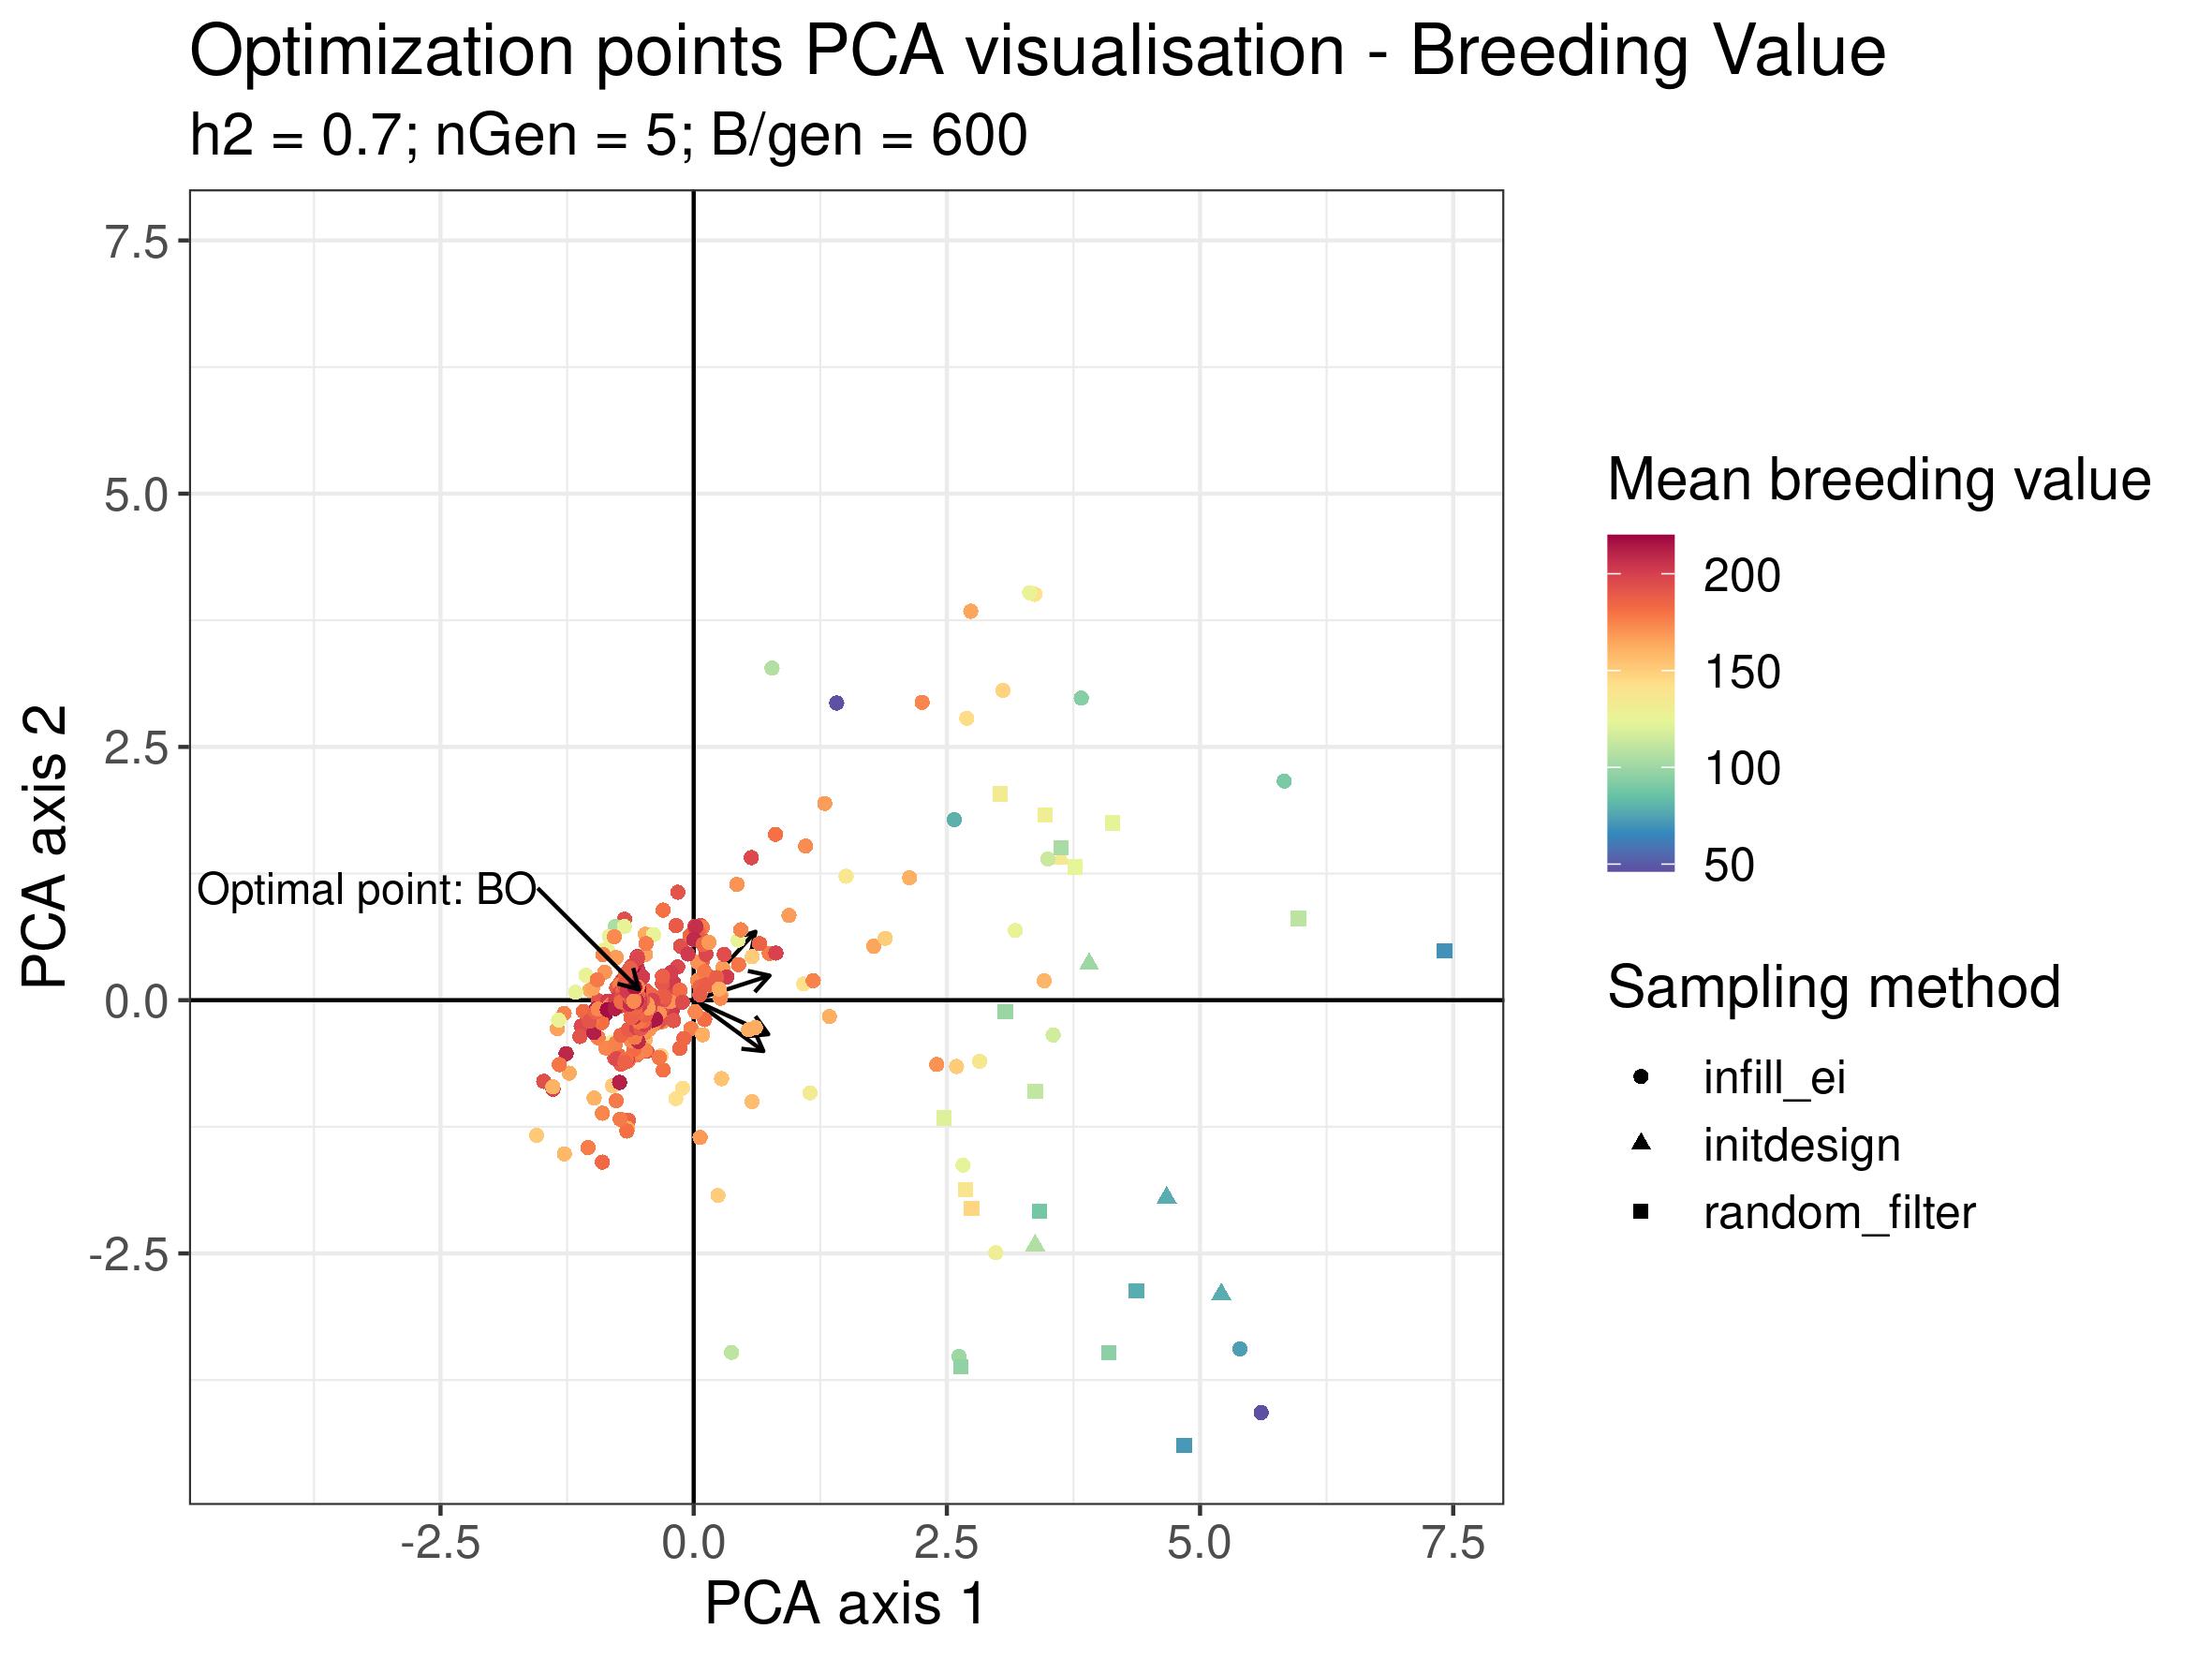 Optimization points PCA visualisation - Breeding Value
h2 = 0.7; nGen = 5; B/gen = 600
7.5
5.0
2.5
0.0
-2.5
PCA axis 2
Optimal point: BO
-2.5
0.0
2.5
5.0
7.5
PCA axis 1
Mean breeding value
200
150
100
50
Sampling method
infill_ei
initdesign
random_filter